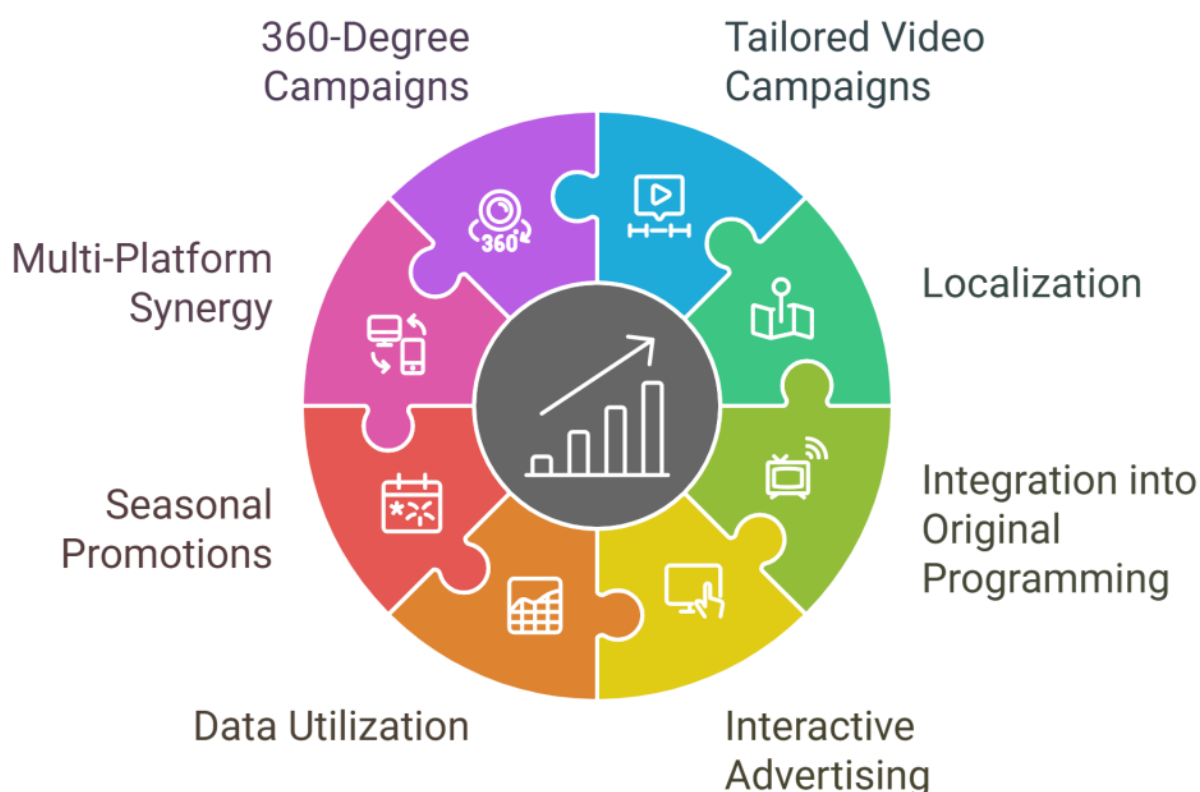 360-Degree
Campaigns
Tailored Video
Campaigns
360°
Multi-Platform
Synergy
Localization
Seasonal
Promotions
Integration into
Original
Programming
Data Utilization
Interactive
Advertising